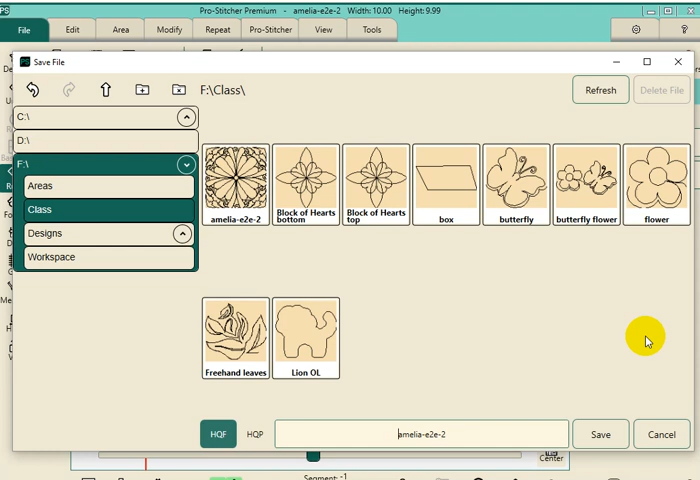 PS
Pro-Stitcher Premium - amelia-e2e-2 Width: 10.00 Height: 9.99
File Edit Area Modify Repeat Pro-Stitcher View Tools ?
Save File
F:\Class\
Refresh
Delete File
C:\
D:\
F:\
Areas
Class
Designs
Workspace
amelia-e2e-2
Block of Hearts bottom
Block of Hearts top
box
butterfly
butterfly flower
flower
Freehand leaves
Lion OL
HQF
HQP
amelia-e2e-2
Save
Cancel
Center
Segment: -1